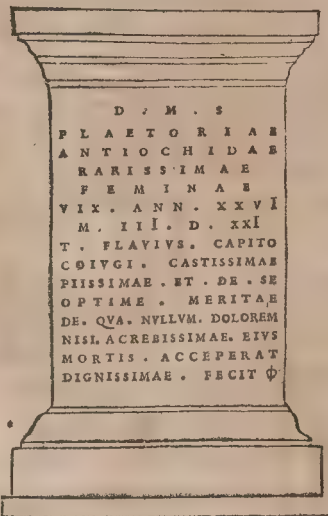 D . M . S
PLAETORIAE
ANTIOCHIDAE
RARISSIMAE
FEMINAE
VIX . ANN . XXVI
M . III . D . XXI
T . FLAVIVS . CAPITO
COIVGI . CASTISSIMAE
PIISSIMAE . ET . DE . SE
OPTIME . MERITAE
DE . QVA . NVLLVM . DOLOREM
NISI . ACREBISSIMAE . EIVS
MORTIS . ACCEPERAT
DIGNISSIMAE . FECIT